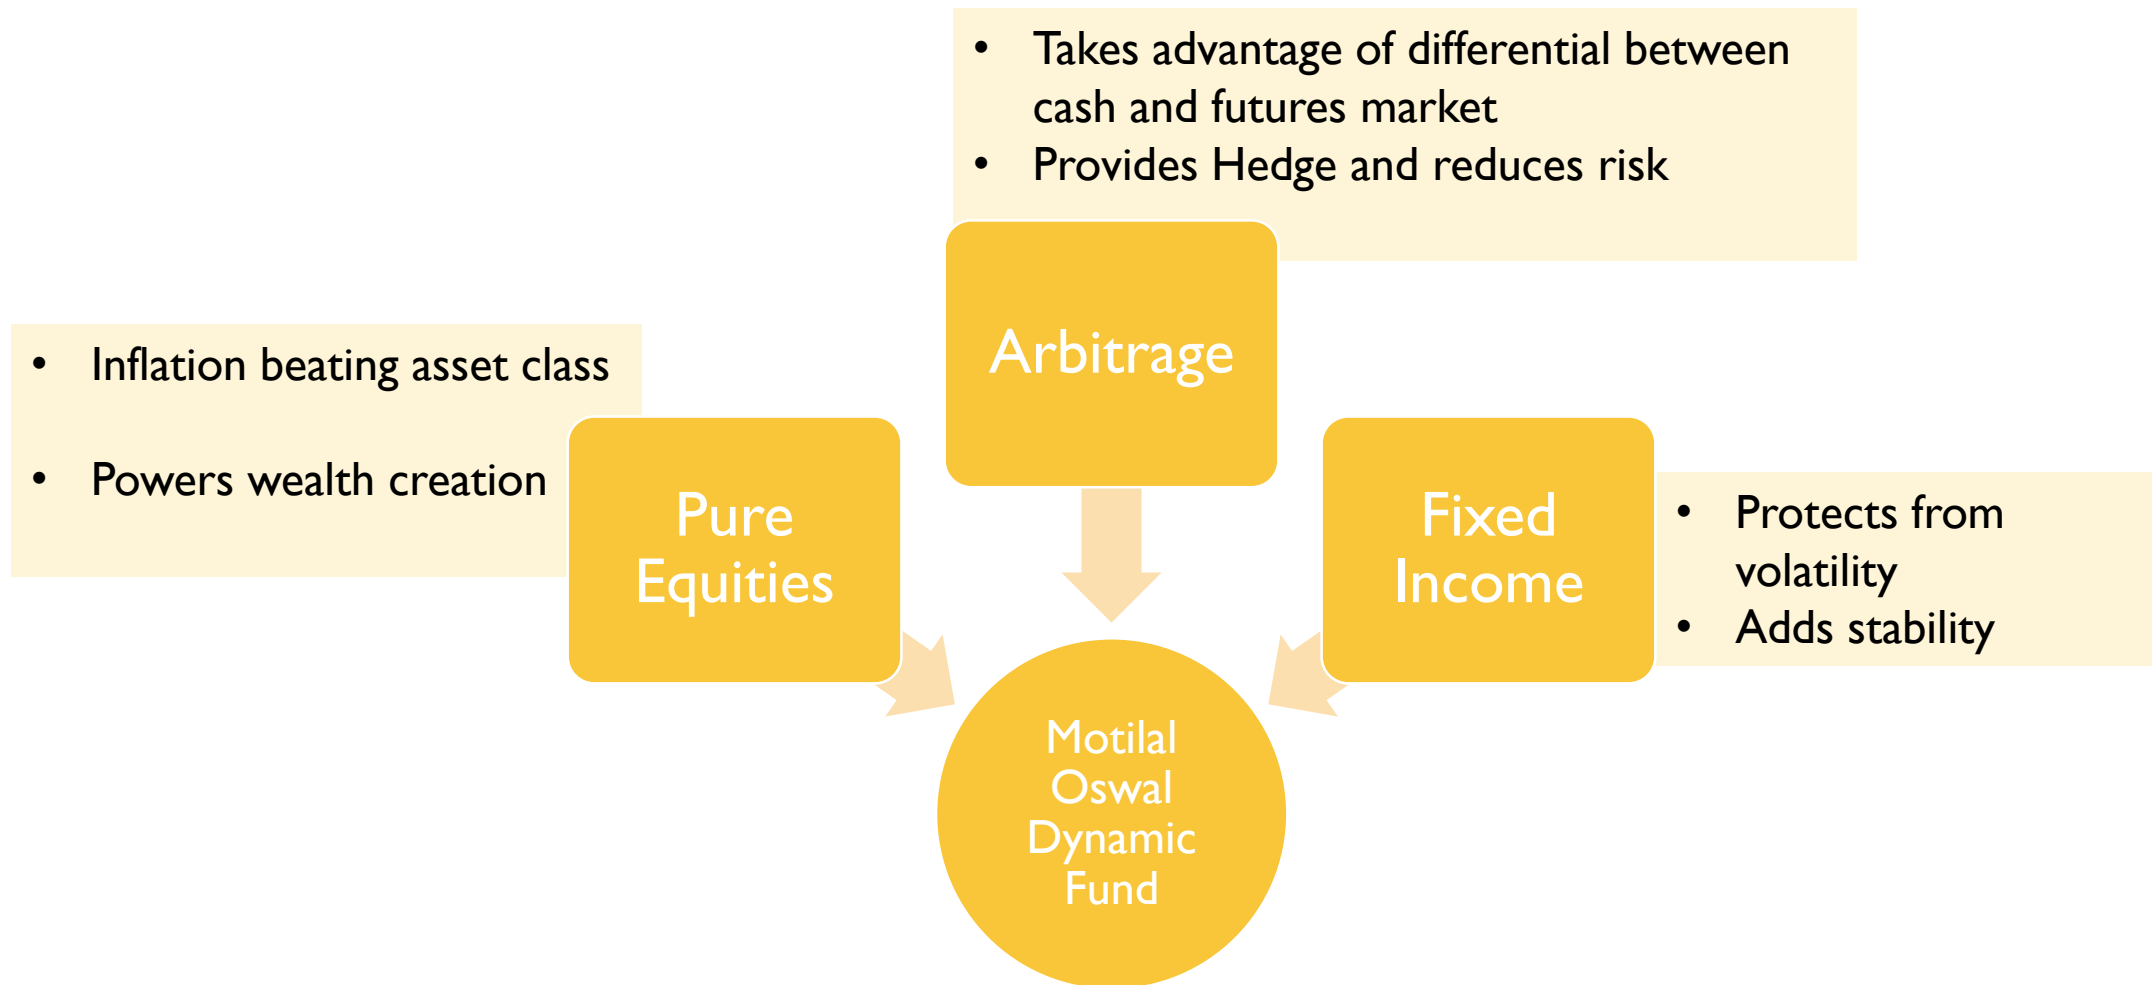 • Takes advantage of differential between
cash and futures market
• Provides Hedge and reduces risk
Arbitrage
• Inflation beating asset class
• Powers wealth creation
Pure
Equities
Fixed
Income
• Protects from
volatility
• Adds stability
Motilal
Oswal
Dynamic
Fund